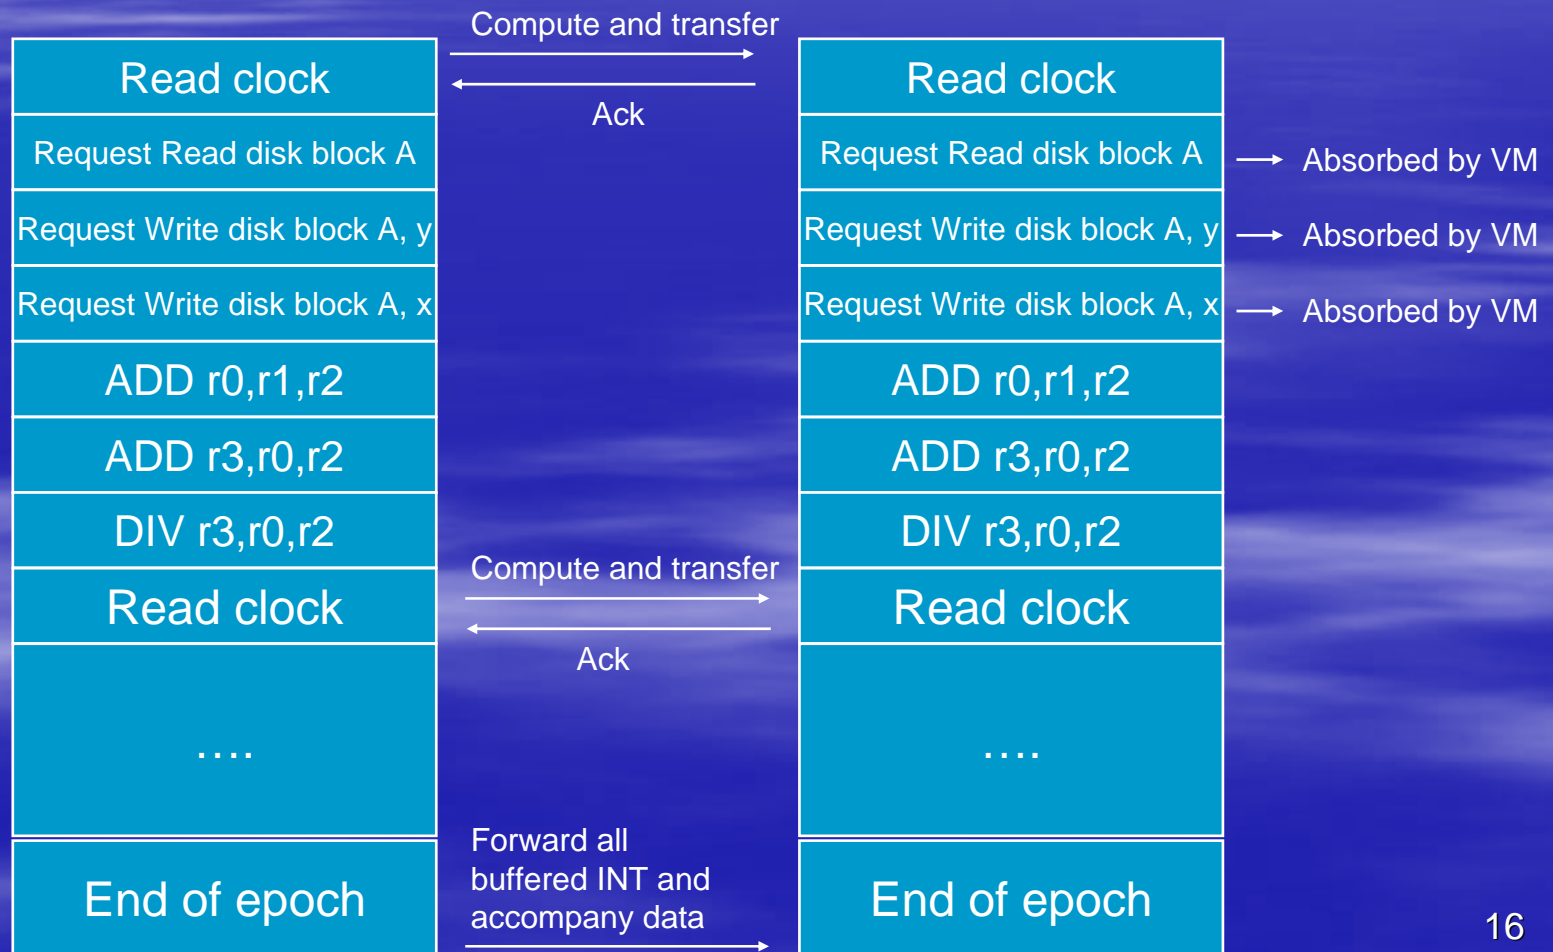 Compute and transfer
Read clock
Read clock
Ack
Request Read disk block A
Request Read disk block A
Absorbed by VM
Request Write disk block A, y
Request Write disk block A, y
Absorbed by VM
Request Write disk block A, x
Request Write disk block A, x
Absorbed by VM
ADD r0,r1,r2
ADD r0,r1,r2
ADD r3,r0,r2
ADD r3,r0,r2
DIV r3,r0,r2
DIV r3,r0,r2
Compute and transfer
Read clock
Read clock
Ack
....
....
Forward all
buffered INT and
accompany data
End of epoch
End of epoch
16